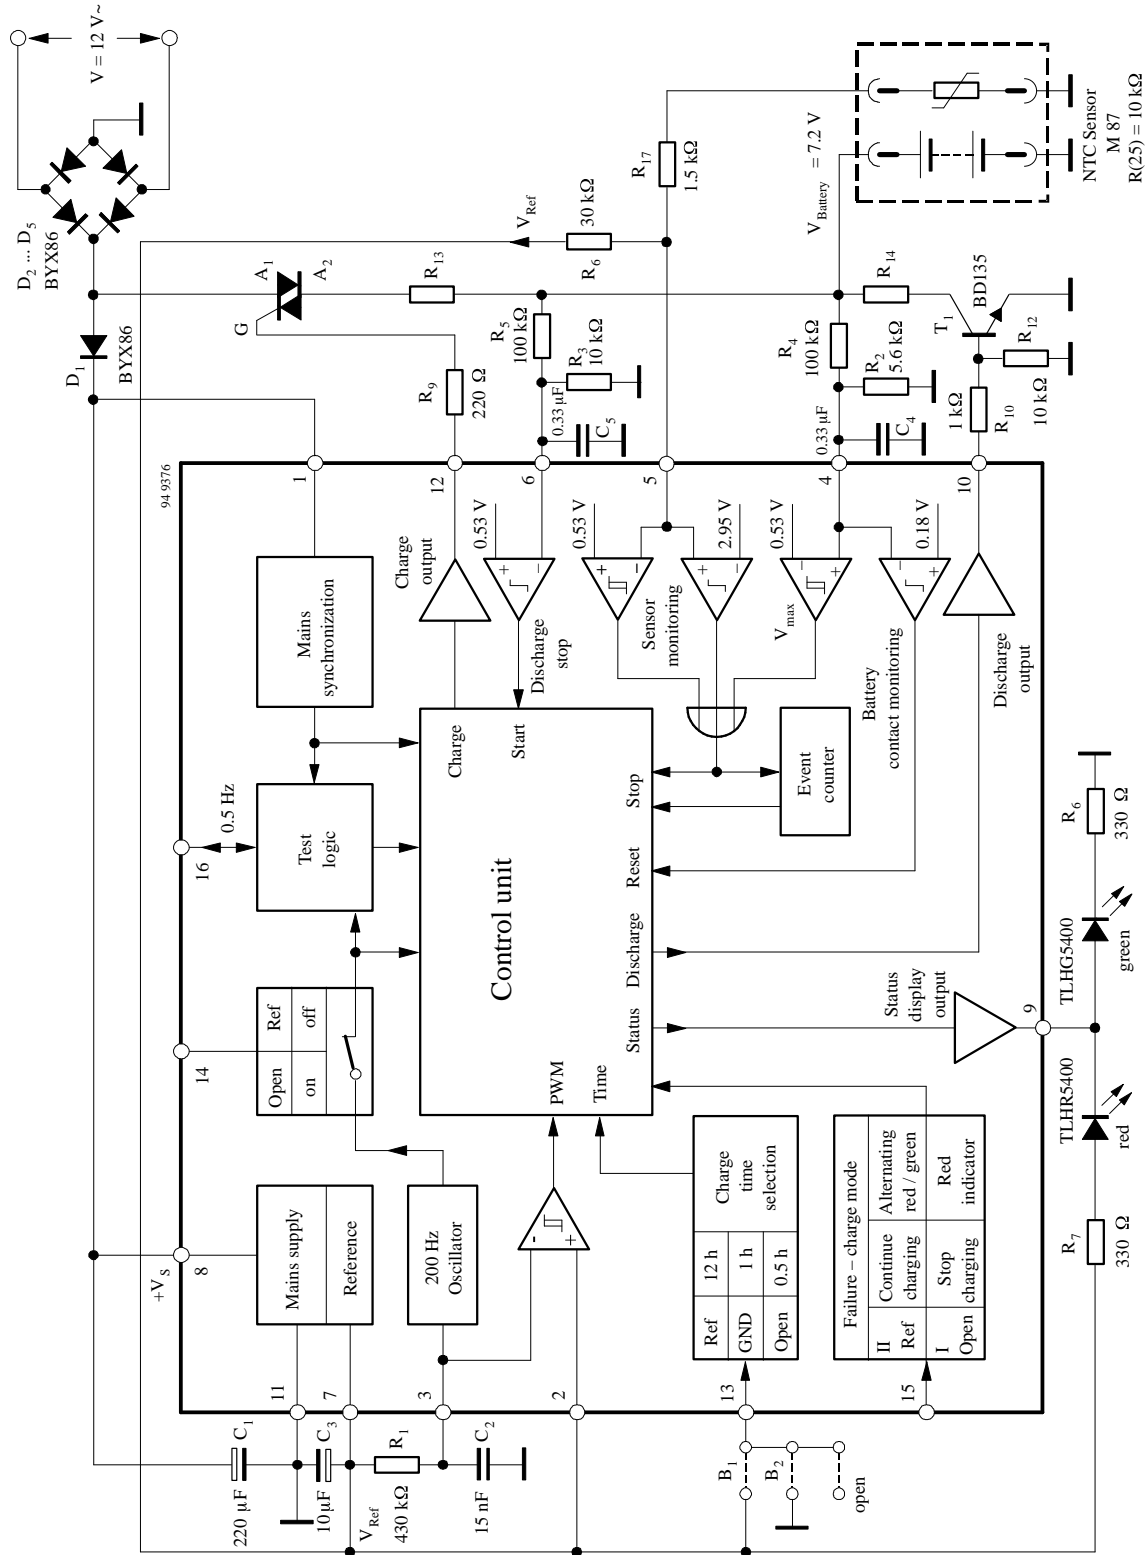 D2 ... D5
BYX86
V = 12 V~
D1
BYX86
G
A1
A2
R13
R9
220 Ω
R5
100 kΩ
R3
10 kΩ
0.33 µF
C5
VRef
R6
30 kΩ
R17
1.5 kΩ
VBattery = 7.2 V
NTC Sensor
M 87
R(25) = 10 kΩ
R4
100 kΩ
R2
5.6 kΩ
0.33 µF
C4
R14
T1
BD135
R12
10 kΩ
1 kΩ
R10
94 9376
1
12
6
5
4
10
Mains
synchronization
Charge
output
0.53 V
+
–
Discharge
stop
0.53 V
+
–
Sensor
monitoring
+
–
2.95 V
0.53 V
–
+
Vmax
–
+
0.18 V
Battery
contact monitoring
Discharge
output
16
0.5 Hz
Test
logic
Charge
Start
Stop
Reset
Discharge
Status
PWM
Time
Control unit
Event
counter
14
Open
Ref
on
off
Status
display
output
9
+VS
8
Mains supply
Reference
200 Hz
Oscillator
-
+
Charge
time
selection
Ref
12 h
GND
1 h
Open
0.5 h
Failure – charge mode
II
Ref
Continue
charging
Alternating
red / green
I
Open
Stop
charging
Red
indicator
11
7
3
2
13
15
220 µF
C1
10 µF
C3
VRef
R1
430 kΩ
C2
15 nF
B1
B2
open
R7
330 Ω
TLHR5400
red
TLHG5400
green
R6
330 Ω